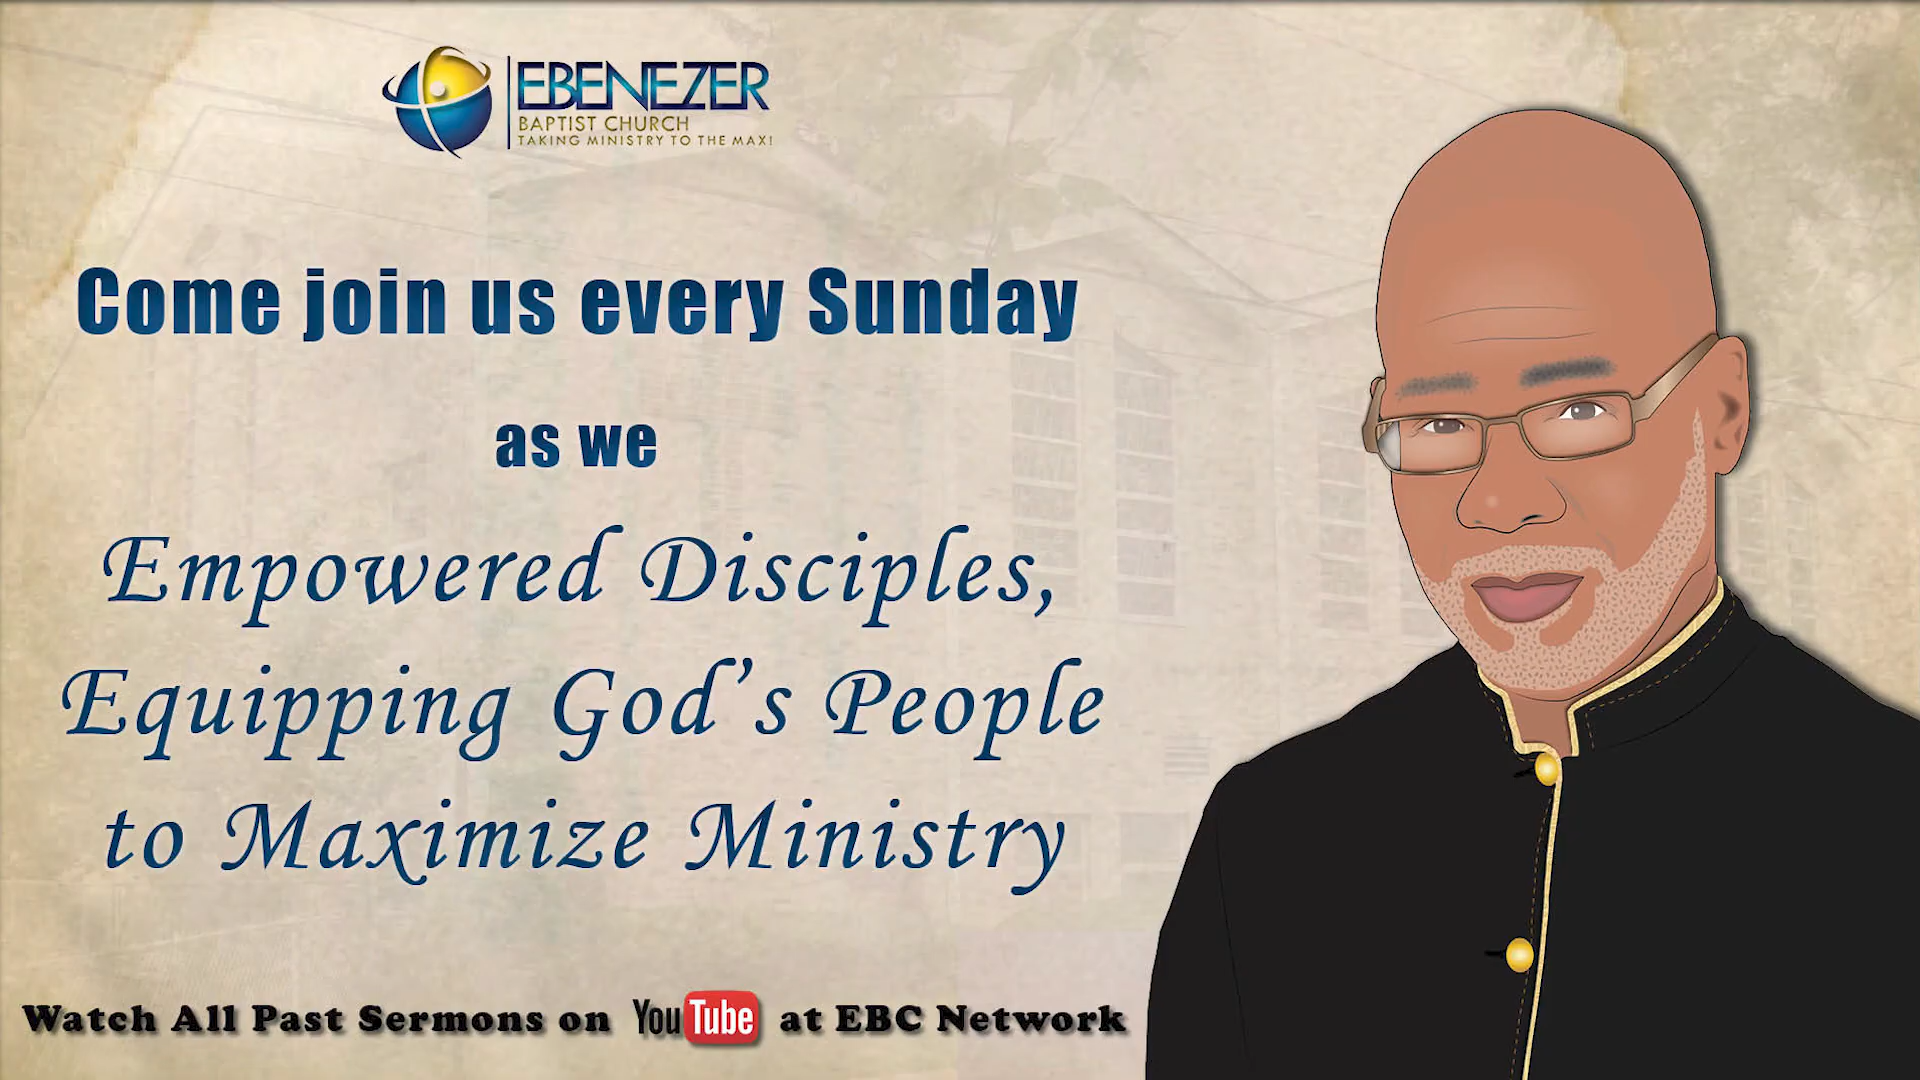 EBENEZER
BAPTIST CHURCH
TAKING MINISTRY TO THE MAX!
Come join us every Sunday
as we
Empowered Disciples,
Equipping God's People
to Maximize Ministry
Watch All Past Sermons on YouTube at EBC Network